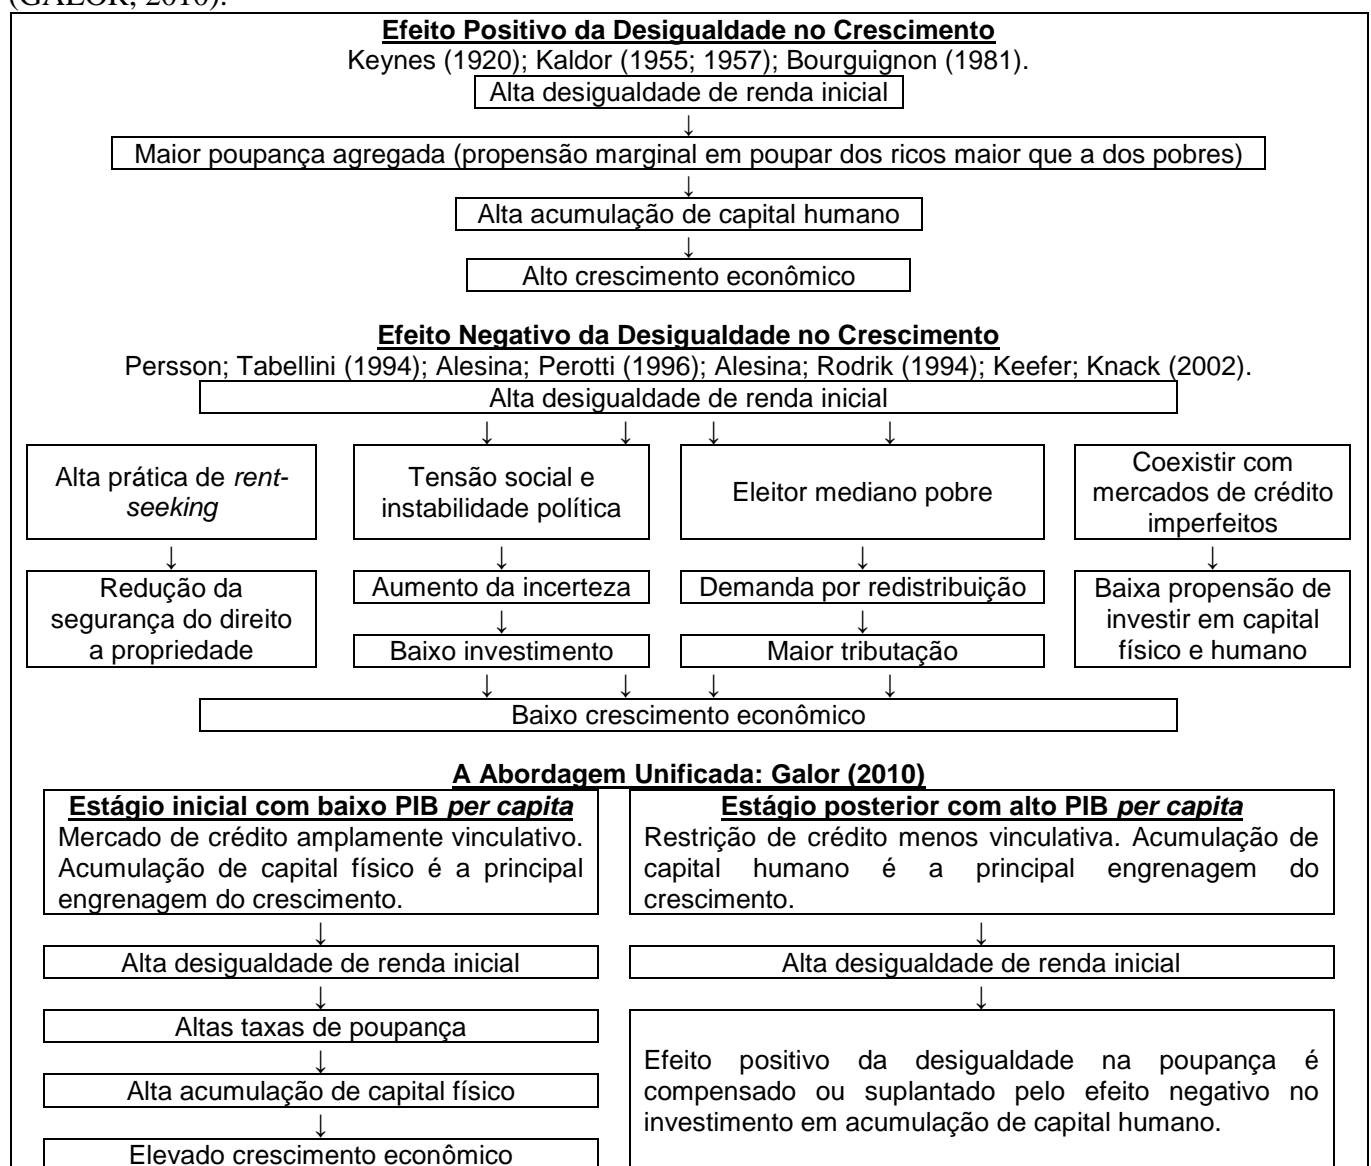 (GALOR, 2010).
Efeito Positivo da Desigualdade no Crescimento
Keynes (1920); Kaldor (1955; 1957); Bourguignon (1981).
Alta desigualdade de renda inicial
↓
Maior poupança agregada (propensão marginal em poupar dos ricos maior que a dos pobres)
↓
Alta acumulação de capital humano
↓
Alto crescimento econômico
Efeito Negativo da Desigualdade no Crescimento
Persson; Tabellini (1994); Alesina; Perotti (1996); Alesina; Rodrik (1994); Keefer; Knack (2002).
Alta desigualdade de renda inicial
↓ ↓ ↓ ↓
Alta prática de rent-
seeking
↓
Redução da
segurança do direito
a propriedade
Tensão social e
instabilidade política
↓
Aumento da incerteza
↓
Baixo investimento
Eleitor mediano pobre
↓
Demanda por redistribuição
↓
Maior tributação
Coexistir com
mercados de crédito
imperfeitos
↓
Baixa propensão de
investir em capital
físico e humano
↓ ↓ ↓ ↓
Baixo crescimento econômico
A Abordagem Unificada: Galor (2010)
Estágio inicial com baixo PIB per capita
Mercado de crédito amplamente vinculativo.
Acumulação de capital físico é a principal
engrenagem do crescimento.
↓
Alta desigualdade de renda inicial
↓
Altas taxas de poupança
↓
Alta acumulação de capital físico
↓
Elevado crescimento econômico
Estágio posterior com alto PIB per capita
Restrição de crédito menos vinculativa. Acumulação de
capital humano é a principal engrenagem do
crescimento.
↓
Alta desigualdade de renda inicial
↓
Efeito positivo da desigualdade na poupança é
compensado ou suplantado pelo efeito negativo no
investimento em acumulação de capital humano.